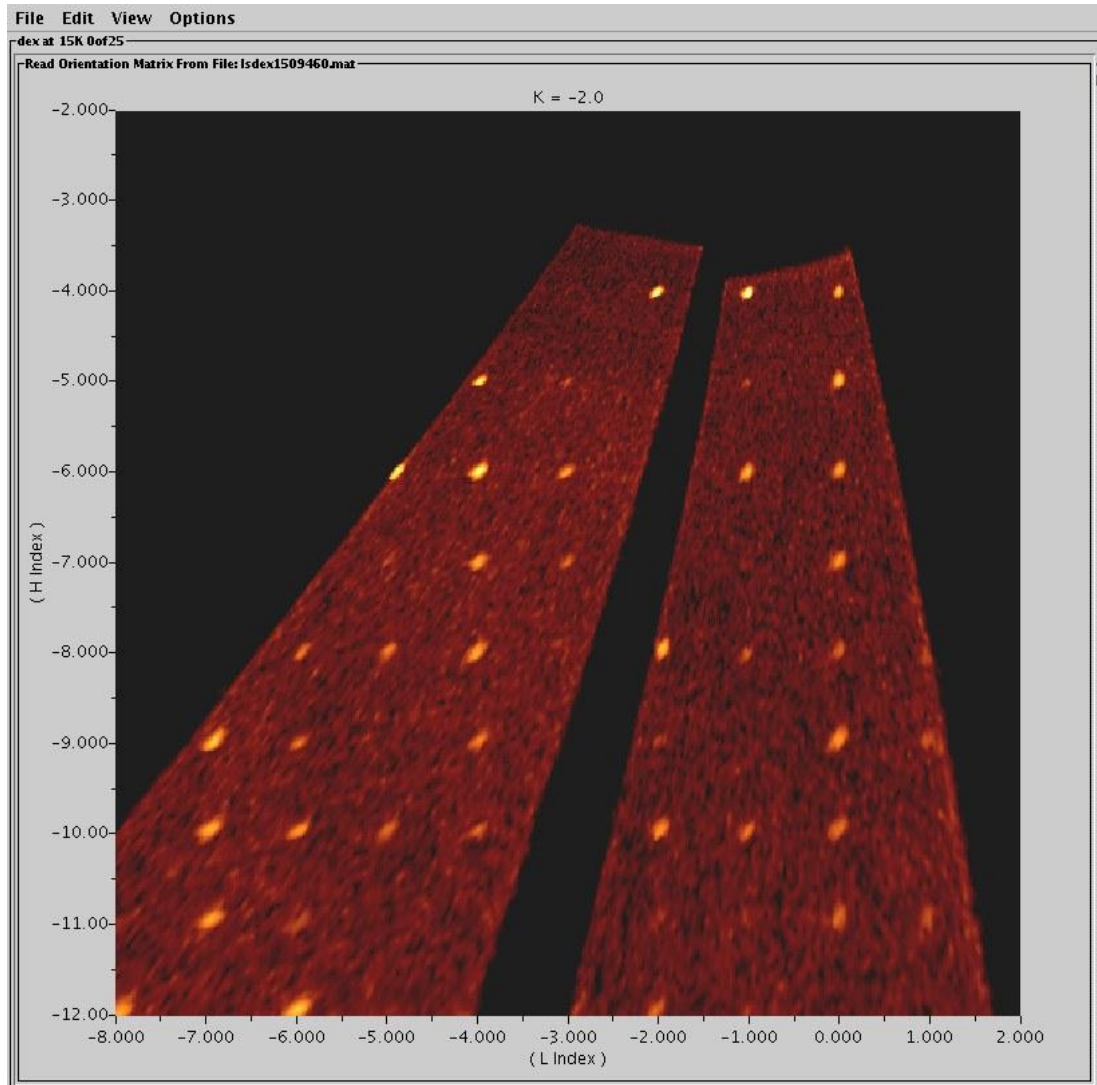 File Edit View Options
dex at 15K 0of25
Read Orientation Matrix From File: lsdex1509460.mat
K = -2.0
-2.000
-3.000
-4.000
-5.000
-6.000
-7.000
-8.000
-9.000
-10.00
-11.00
-12.00
( H Index )
-8.000 -7.000 -6.000 -5.000 -4.000 -3.000 -2.000 -1.000 0.000 1.000 2.000
( L Index )